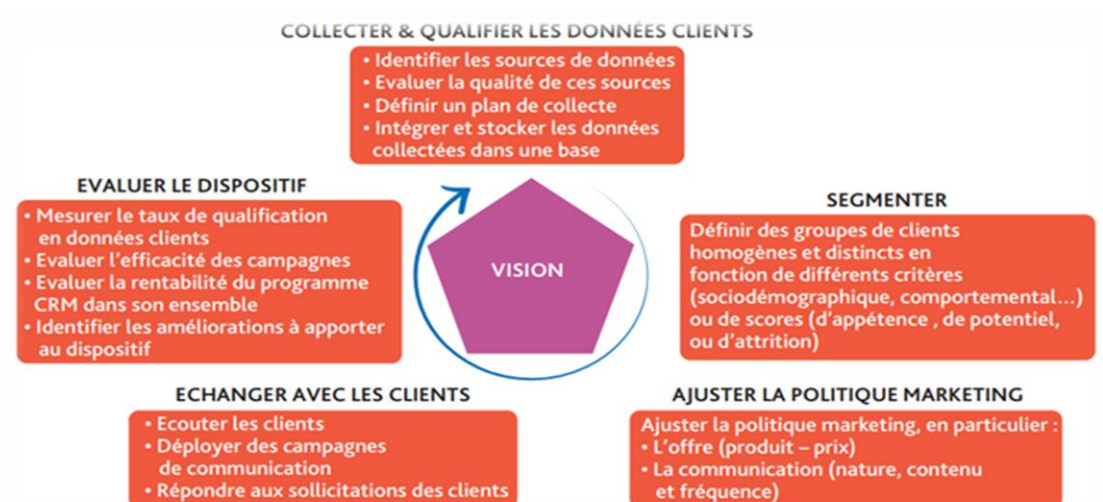 COLLECTER & QUALIFIER LES DONNÉES CLIENTS
• Identifier les sources de données
• Evaluer la qualité de ces sources
• Définir un plan de collecte
• Intégrer et stocker les données
collectées dans une base
EVALUER LE DISPOSITIF
• Mesurer le taux de qualification
en données clients
• Evaluer l'efficacité des campagnes
• Evaluer la rentabilité du programme
CRM dans son ensemble
• Identifier les améliorations à apporter
au dispositif
VISION
SEGMENTER
Définir des groupes de clients
homogènes et distincts en
fonction de différents critères
(sociodémographique, comportemental...)
ou de scores (d'appétence , de potentiel,
ou d'attrition)
ECHANGER AVEC LES CLIENTS
• Ecouter les clients
• Déployer des campagnes
de communication
• Répondre aux sollicitations des clients
AJUSTER LA POLITIQUE MARKETING
Ajuster la politique marketing, en particulier :
• L'offre (produit – prix)
• La communication (nature, contenu
et fréquence)